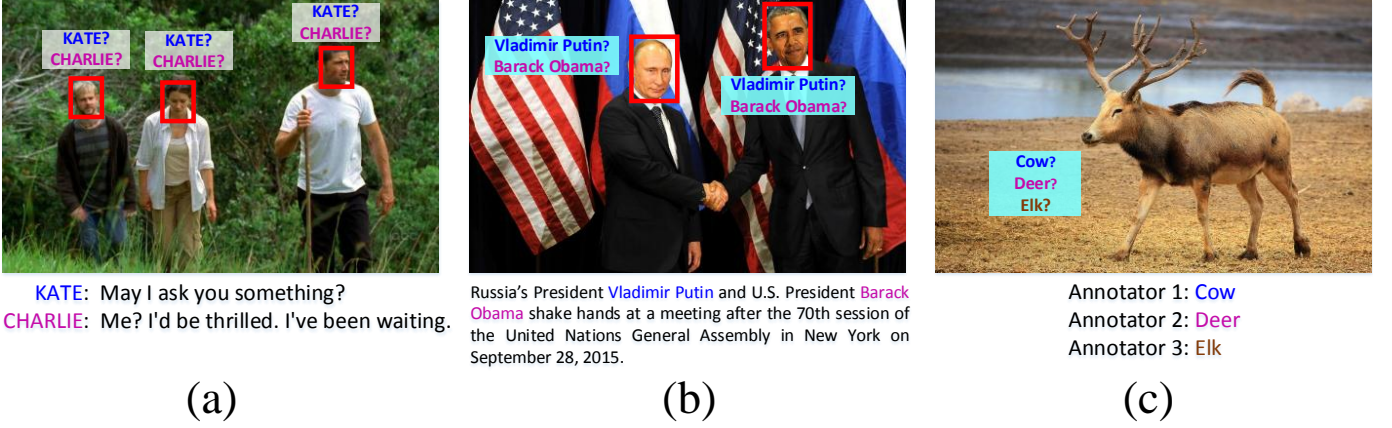 KATE?
CHARLIE?
KATE?
CHARLIE?
KATE?
CHARLIE?
KATE: May I ask you something?
CHARLIE: Me? I'd be thrilled. I've been waiting.
(a)
Vladimir Putin?
Barack Obama?
Vladimir Putin?
Barack Obama?
Russia's President Vladimir Putin and U.S. President Barack
Obama shake hands at a meeting after the 70th session of
the United Nations General Assembly in New York on
September 28, 2015.
(b)
Cow?
Deer?
Elk?
Annotator 1: Cow
Annotator 2: Deer
Annotator 3: Elk
(c)